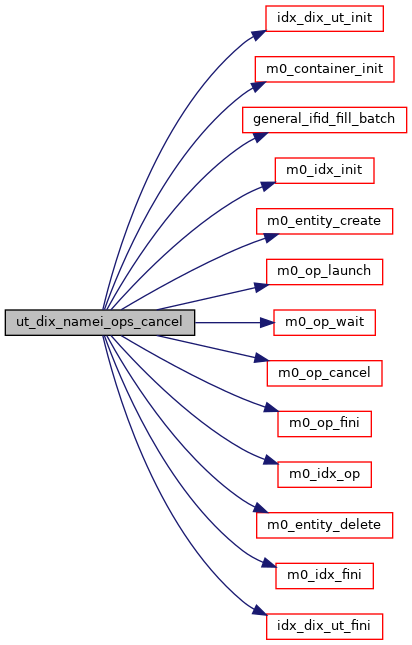 idx_dix_ut_init
m0_container_init
general_ifid_fill_batch
m0_idx_init
m0_entity_create
m0_op_launch
ut_dix_namei_ops_cancel
m0_op_wait
m0_op_cancel
m0_op_fini
m0_idx_op
m0_entity_delete
m0_idx_fini
idx_dix_ut_fini